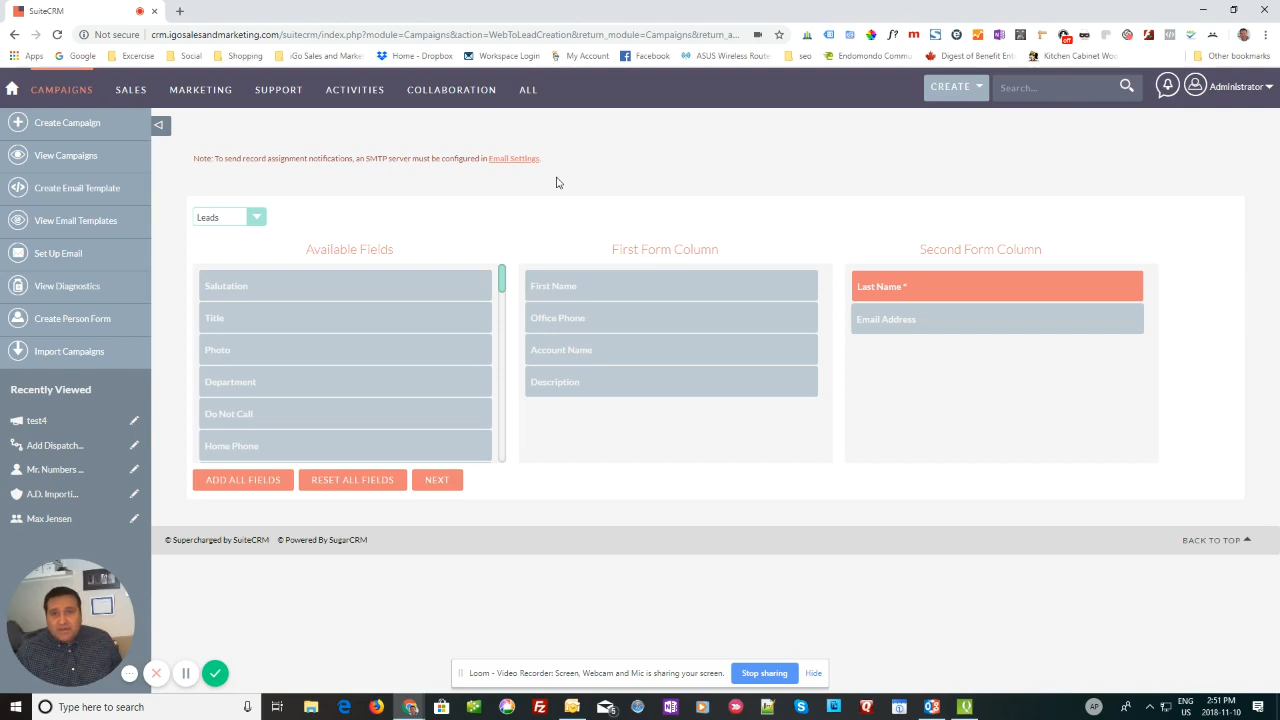 SuiteCRM
Not secure crm.igosalesandmarketing.com/suitecrm/index.php?module=Campaigns&action=WebToLeadCreation&return_module=Campaigns&return_a...
Apps Google Social Shopping iGo Sales and Market Home - Dropbox Workspace Login My Account Facebook ASUS Wireless Route seo Endomondo Commu Digest of Benefit Entit Kitchen Cabinet Woo Other bookmarks
CAMPAIGNS SALES MARKETING SUPPORT ACTIVITIES COLLABORATION ALL CREATE Search... Administrator
Create Campaign
View Campaigns
Create Email Template
View Email Templates
Set Up Email
View Diagnostics
Create Person Form
Import Campaigns
Recently Viewed
test4
Add Dispatch...
Mr. Numbers ...
A.D. Importi...
Max Jensen
Note: To send record assignment notifications, an SMTP server must be configured in Email Settings.
Leads
Available Fields First Form Column Second Form Column
Salutation First Name Last Name *
Title Office Phone Email Address
Photo Account Name
Department Description
Do Not Call
Home Phone
ADD ALL FIELDS RESET ALL FIELDS NEXT
© Supercharged by SuiteCRM © Powered By SugarCRM BACK TO TOP
Loom - Video Recorder: Screen, Webcam and Mic is sharing your screen. Stop sharing Hide
Type here to search
AP
ENG
US
2:51 PM
2018-11-10